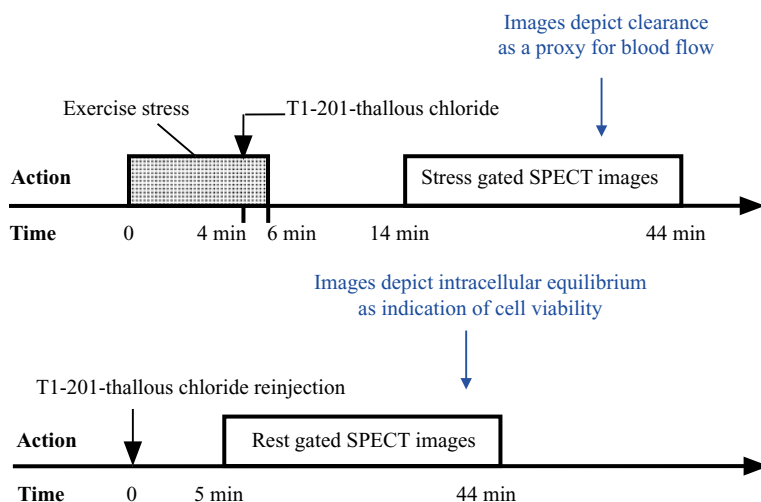 Images depict clearance
as a proxy for blood flow
Exercise stress
T1-201-thallous chloride
Action
Stress gated SPECT images
Time 0 4 min 6 min 14 min 44 min
Images depict intracellular equilibrium
as indication of cell viability
T1-201-thallous chloride reinjection
Action
Rest gated SPECT images
Time 0 5 min 44 min